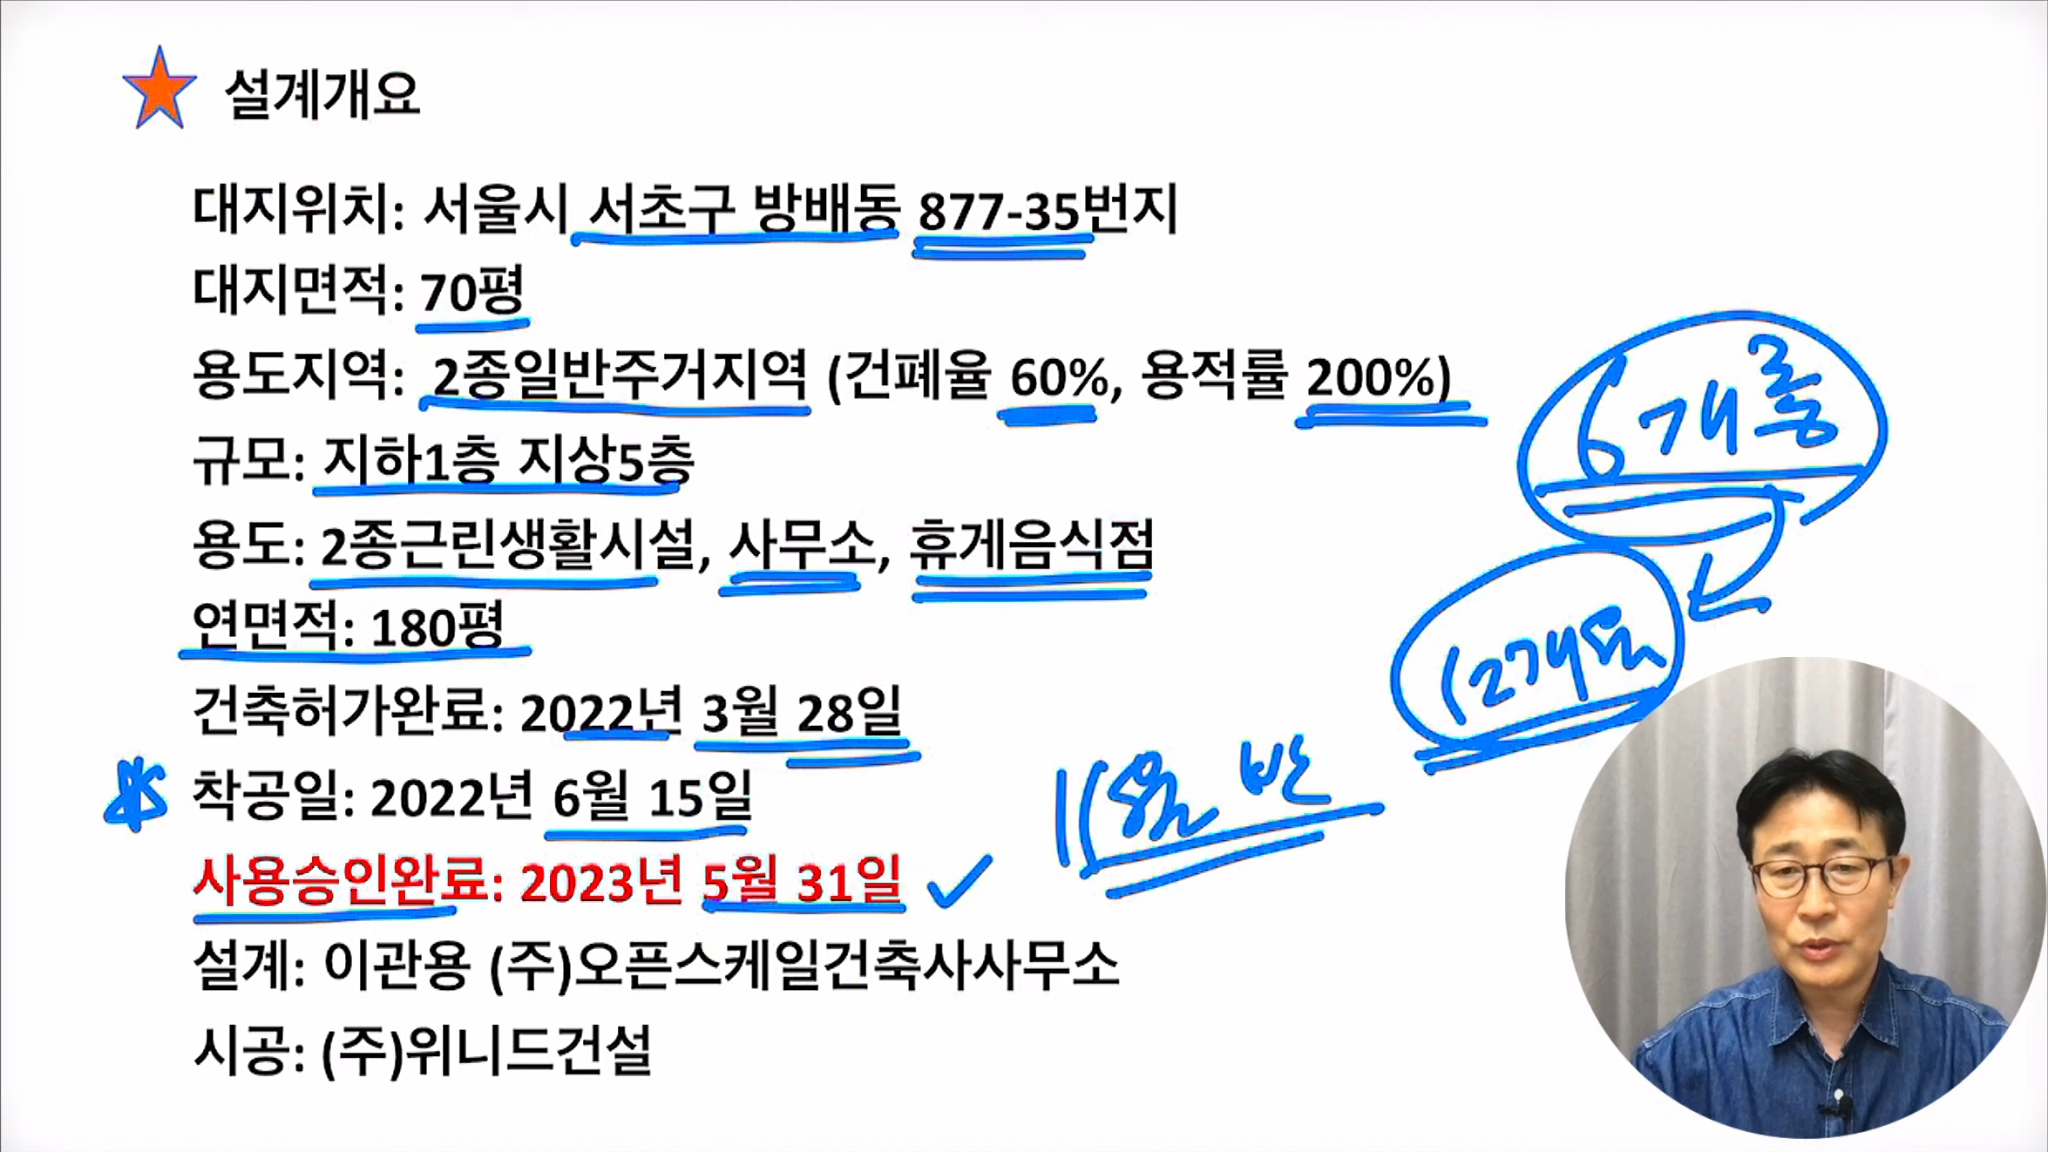 설계개요
대지위치: 서울시 서초구 방배동 877-35번지
대지면적: 70평
용도지역: 2종일반주거지역 (건폐율 60%, 용적률 200%)
규모: 지하1층 지상5층
용도: 2종근린생활시설, 사무소, 휴게음식점
연면적: 180평
건축허가완료: 2022년 3월 28일
착공일: 2022년 6월 15일
사용승인완료: 2023년 5월 31일
설계: 이관용 (주)오픈스케일건축사사무소
시공: (주)위니드건설
6개층
12개월
반